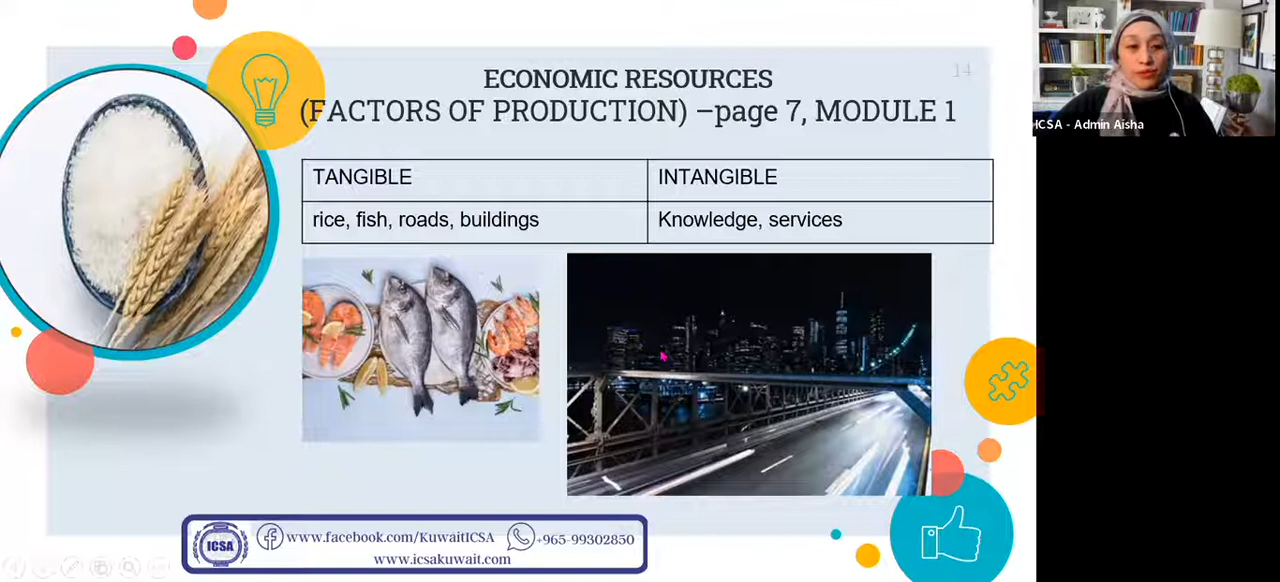 ECONOMIC RESOURCES
(FACTORS OF PRODUCTION) –page 7, MODULE 1
14
TANGIBLE
INTANGIBLE
rice, fish, roads, buildings
Knowledge, services
ICSA - Admin Aisha
ICSA
www.facebook.com/KuwaitICSA
+965-99302850
www.icsakuwait.com